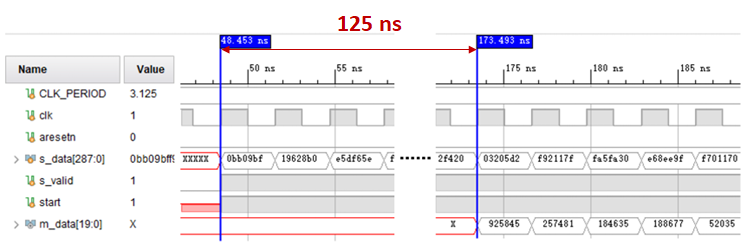 125 ns
48.453 ns 173.493 ns
Name Value 50 ns 55 ns 175 ns 180 ns 185 ns
CLK_PERIOD 3.125
clk 1
aresetn 0
s_data[287:0] 0bb09bff9 XXXXX 0bb09bf 19628b0 e5df65e f 2f420 03205d2 f92117f fa5fa30 e68ee9f f701170
s_valid 1
start 1
m_data[19:0] X X 925845 257481 184635 188677 52035